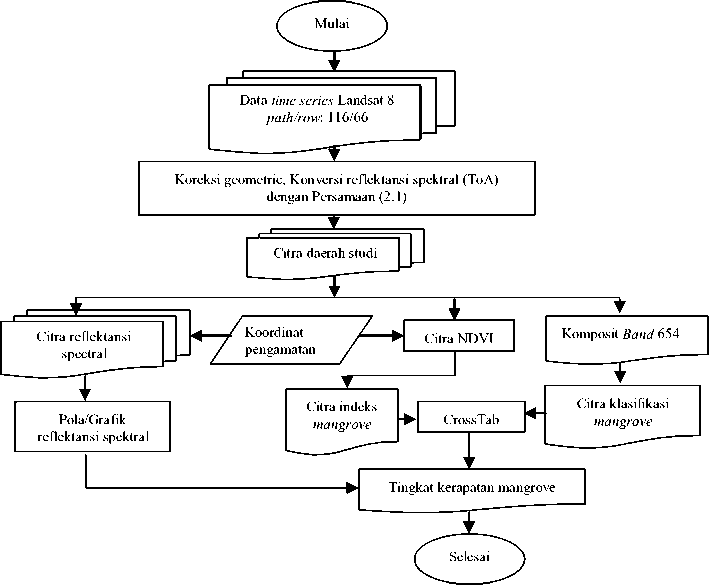 Mulai
Data time series Landsat 8
path/row: 116/66
Koreksi geometric, Konversi reflektansi spektral (ToA)
dengan Persamaan (2.1)
Citra daerah studi
Citra reflektansi
spectral
Koordinat
pengamatan
Citra NDVI
Komposit Band 654
Pola/Grafik
reflektansi spektral
Citra indeks
mangrove
CrossTab
Citra klasifikasi
mangrove
Tingkat kerapatan mangrove
Selesai